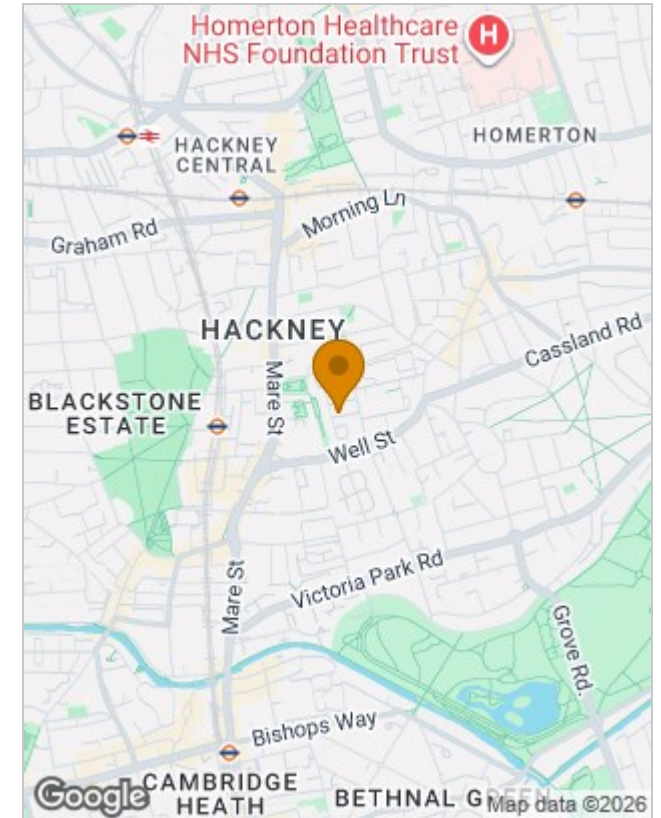 Homerton Healthcare
NHS Foundation Trust
H
HACKNEY
CENTRAL
HOMERTON
Morning Ln
Graham Rd
HACKNEY
Cassland Rd
Mare St
BLACKSTONE
ESTATE
Well St
Victoria Park Rd
Mare St
Grove Rd.
Bishops Way
CAMBRIDGE
HEATH
BETHNAL GREEN
Google
Map data ©2026